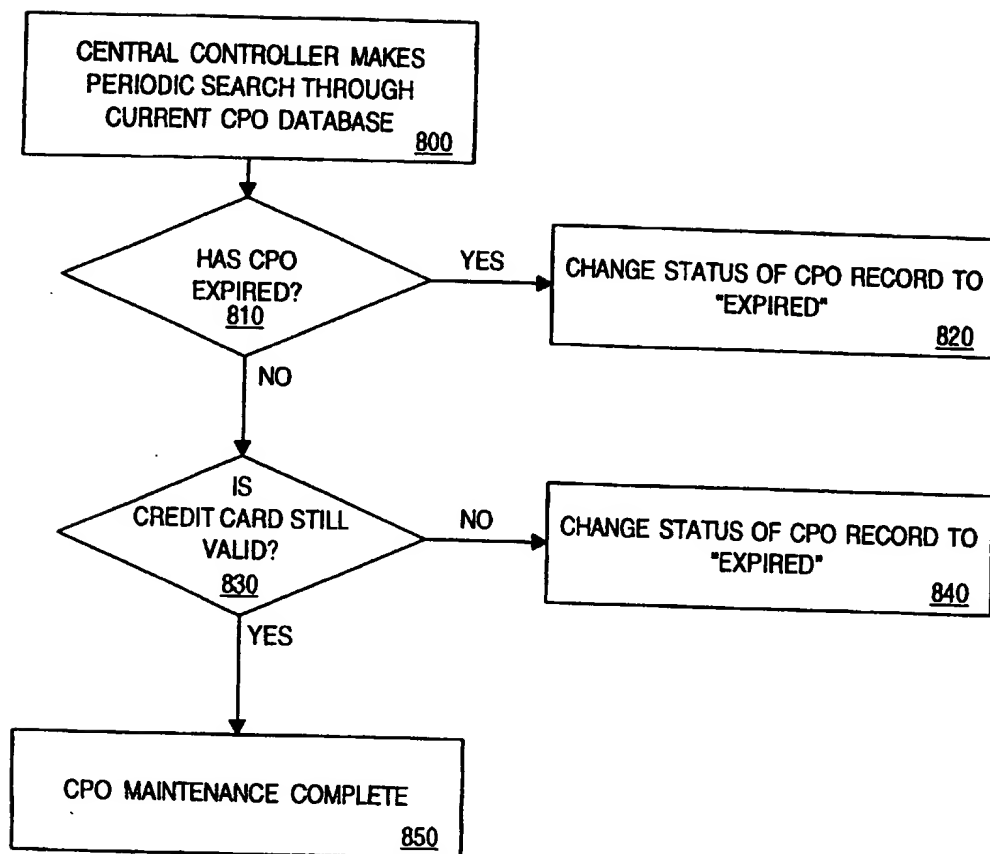 CENTRAL CONTROLLER MAKES
PERIODIC SEARCH THROUGH
CURRENT CPO DATABASE
800
HAS CPO
EXPIRED?
810
YES
CHANGE STATUS OF CPO RECORD TO
"EXPIRED"
820
NO
IS
CREDIT CARD STILL
VALID?
830
NO
CHANGE STATUS OF CPO RECORD TO
"EXPIRED"
840
YES
CPO MAINTENANCE COMPLETE
850